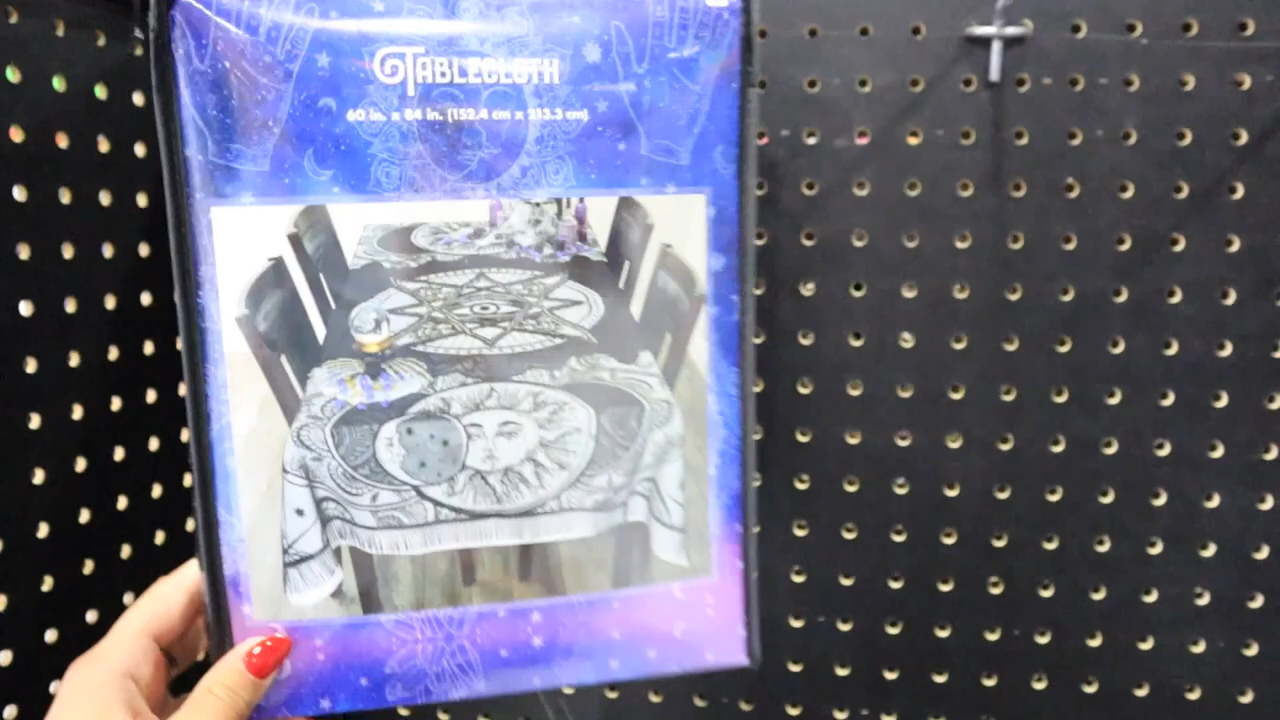 TABLECLOTH
60 in. x 84 in. (152.4 cm x 213.3 cm)